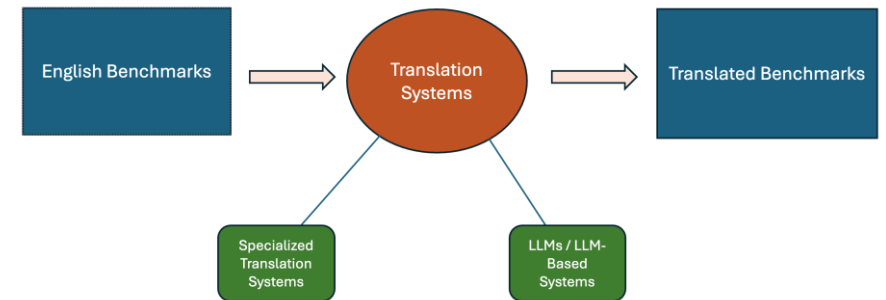 English Benchmarks
Translation
Systems
Translated Benchmarks
Specialized
Translation
Systems
LLMs / LLM-
Based
Systems